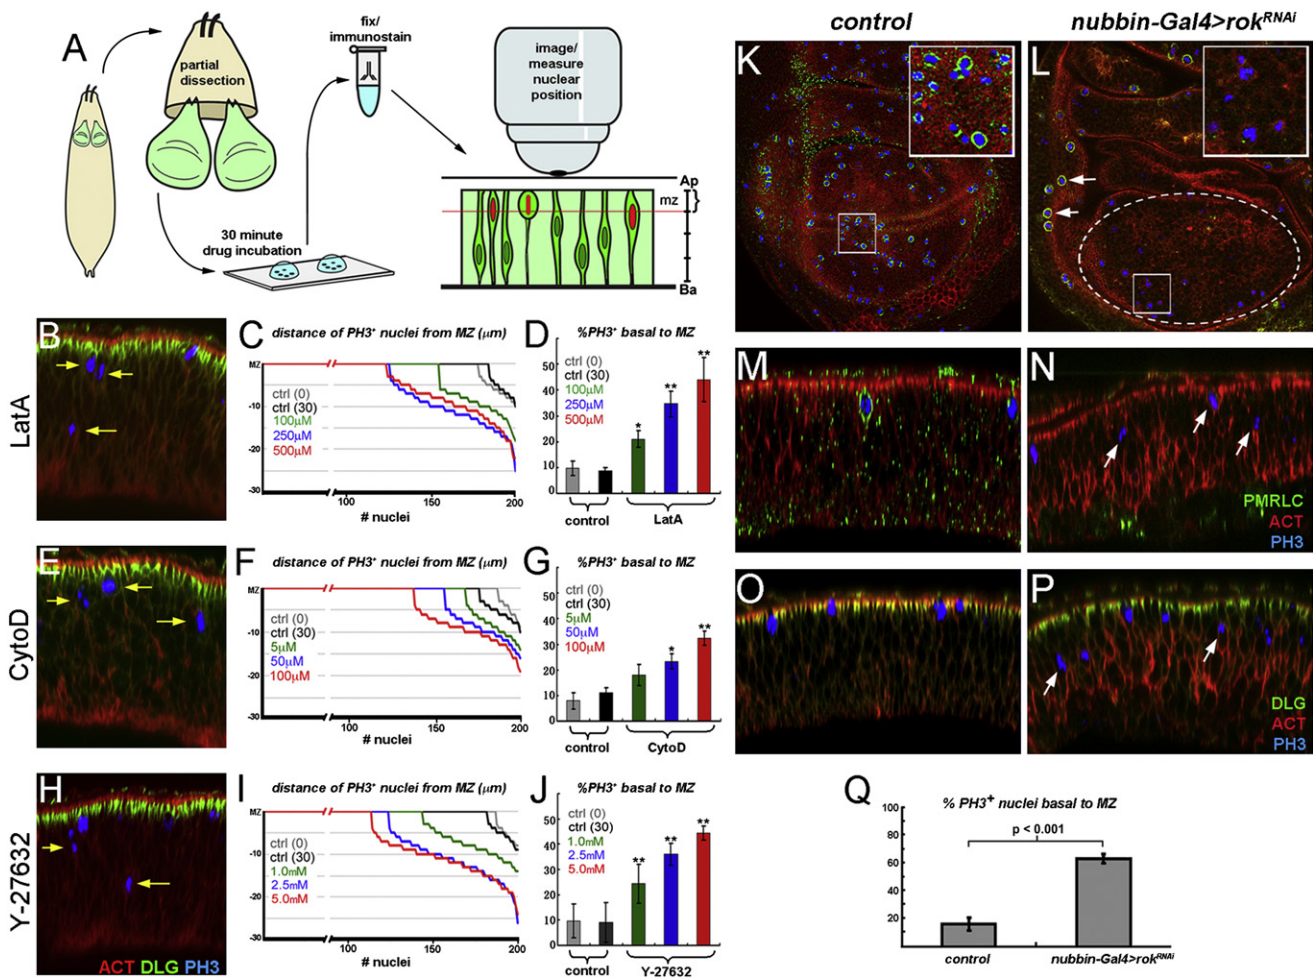 A
partial
dissection
fix/
immunostain
image/
measure
nuclear
position
30 minute
drug incubation
Ap
mz
Ba
LatA
B
C
distance of PH3+ nuclei from MZ (µm)
MZ
-10
-20
-30
ctrl (0)
ctrl (30)
100µM
250µM
500µM
100
150
200
# nuclei
D
%PH3+ basal to MZ
50
40
30
20
10
0
ctrl (0)
ctrl (30)
100µM
250µM
500µM
*
**
**
control
LatA
CytoD
E
F
distance of PH3+ nuclei from MZ (µm)
MZ
-10
-20
-30
ctrl (0)
ctrl (30)
5µM
50µM
100µM
100
150
200
# nuclei
G
%PH3+ basal to MZ
50
40
30
20
10
0
ctrl (0)
ctrl (30)
5µM
50µM
100µM
*
**
control
CytoD
Y-27632
H
ACT DLG PH3
I
distance of PH3+ nuclei from MZ (µm)
MZ
-10
-20
-30
ctrl (0)
ctrl (30)
1.0mM
2.5mM
5.0mM
100
150
200
# nuclei
J
%PH3+ basal to MZ
50
40
30
20
10
0
ctrl (0)
ctrl (30)
1.0mM
2.5mM
5.0mM
**
**
**
control
Y-27632
control
nubbin-Gal4>rokRNAi
K
L
M
N
PMRLC
ACT
PH3
O
P
DLG
ACT
PH3
Q
% PH3+ nuclei basal to MZ
p < 0.001
100
80
60
40
20
control
nubbin-Gal4>rokRNAi